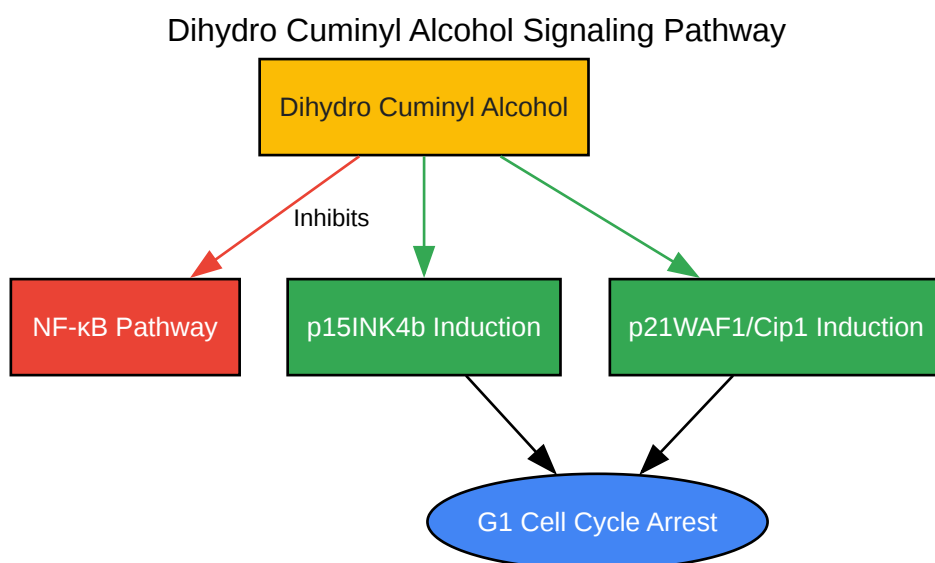 Dihydro Cuminyl Alcohol Signaling Pathway
Dihydro Cuminyl Alcohol
Inhibits
NF-κB Pathway
p15INK4b Induction
p21WAF1/Cip1 Induction
G1 Cell Cycle Arrest